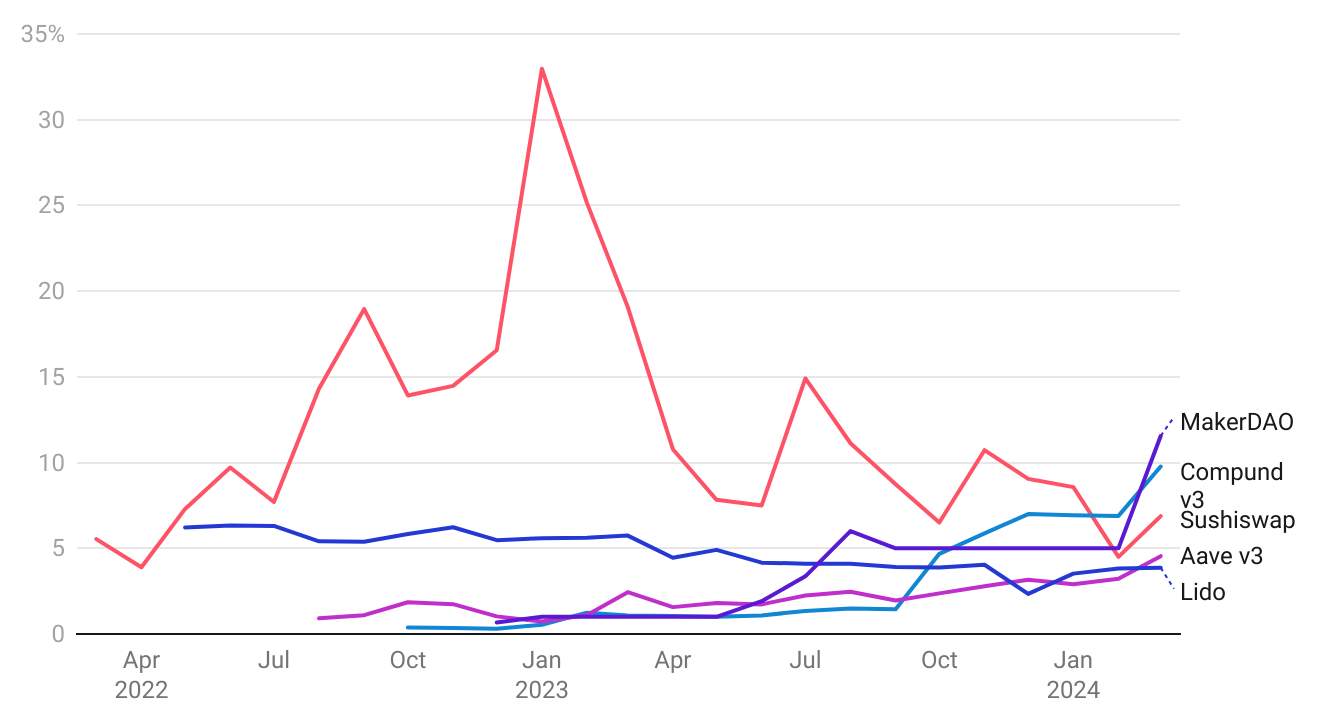 35%
30
25
20
15
10
5
0
Apr
2022
Jul
Oct
Jan
2023
Apr
Jul
Oct
Jan
2024
MakerDAO
Compund
v3
Sushiswap
Aave v3
Lido